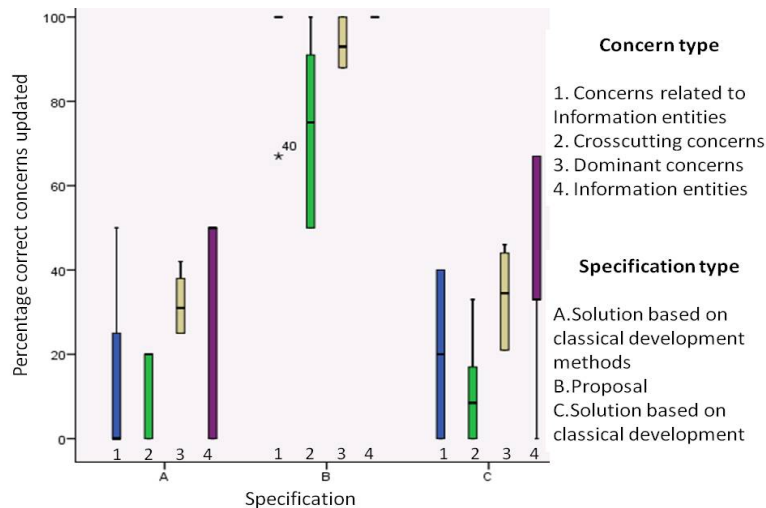 100
80
60
40
20
0
Percentage correct concerns updated
*40
1 2 3 4 1 2 3 4 1 2 3 4
A B C
Specification
Concern type
1. Concerns related to
Information entities
2. Crosscutting concerns
3. Dominant concerns
4. Information entities
Specification type
A.Solution based on
classical development
methods
B.Proposal
C.Solution based on
classical development